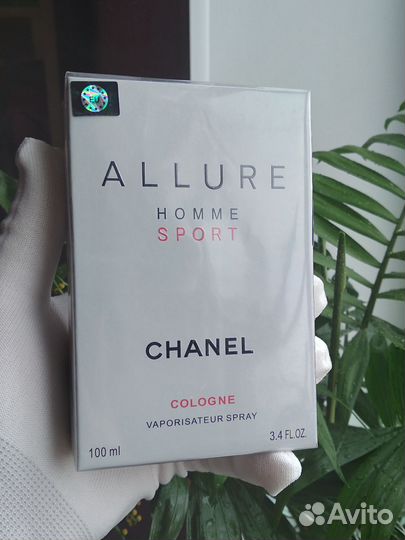 ALLURE
HOMME
SPORT
CHANEL
COLOGNE
VAPORISATEUR SPRAY
100 ml 3.4 FL.OZ.
Avito